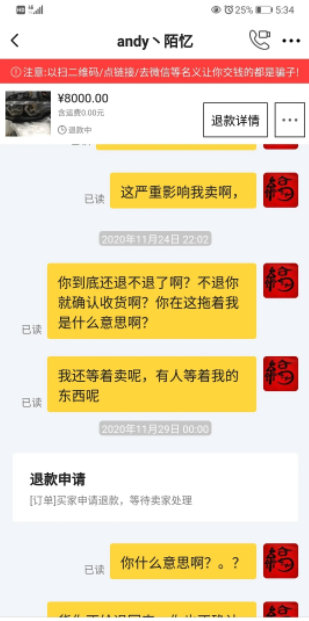 25% 5:34
andy丶陌忆
注意:以扫二维码/点链接/去微信等名义让你交钱的都是骗子!
¥8000.00
含运费0.00元
退款中
退款详情
已读
这严重影响我卖啊，
已读
2020年11月24日 22:02
你到底还退不退了啊？不退你
就确认收货啊？你在这拖着我
是什么意思啊？
已读
我还等着卖呢，有人等着我的
东西呢
已读
2020年11月29日 00:00
退款申请
[订单]买家申请退款，等待卖家处理
你什么意思啊？。？
已读